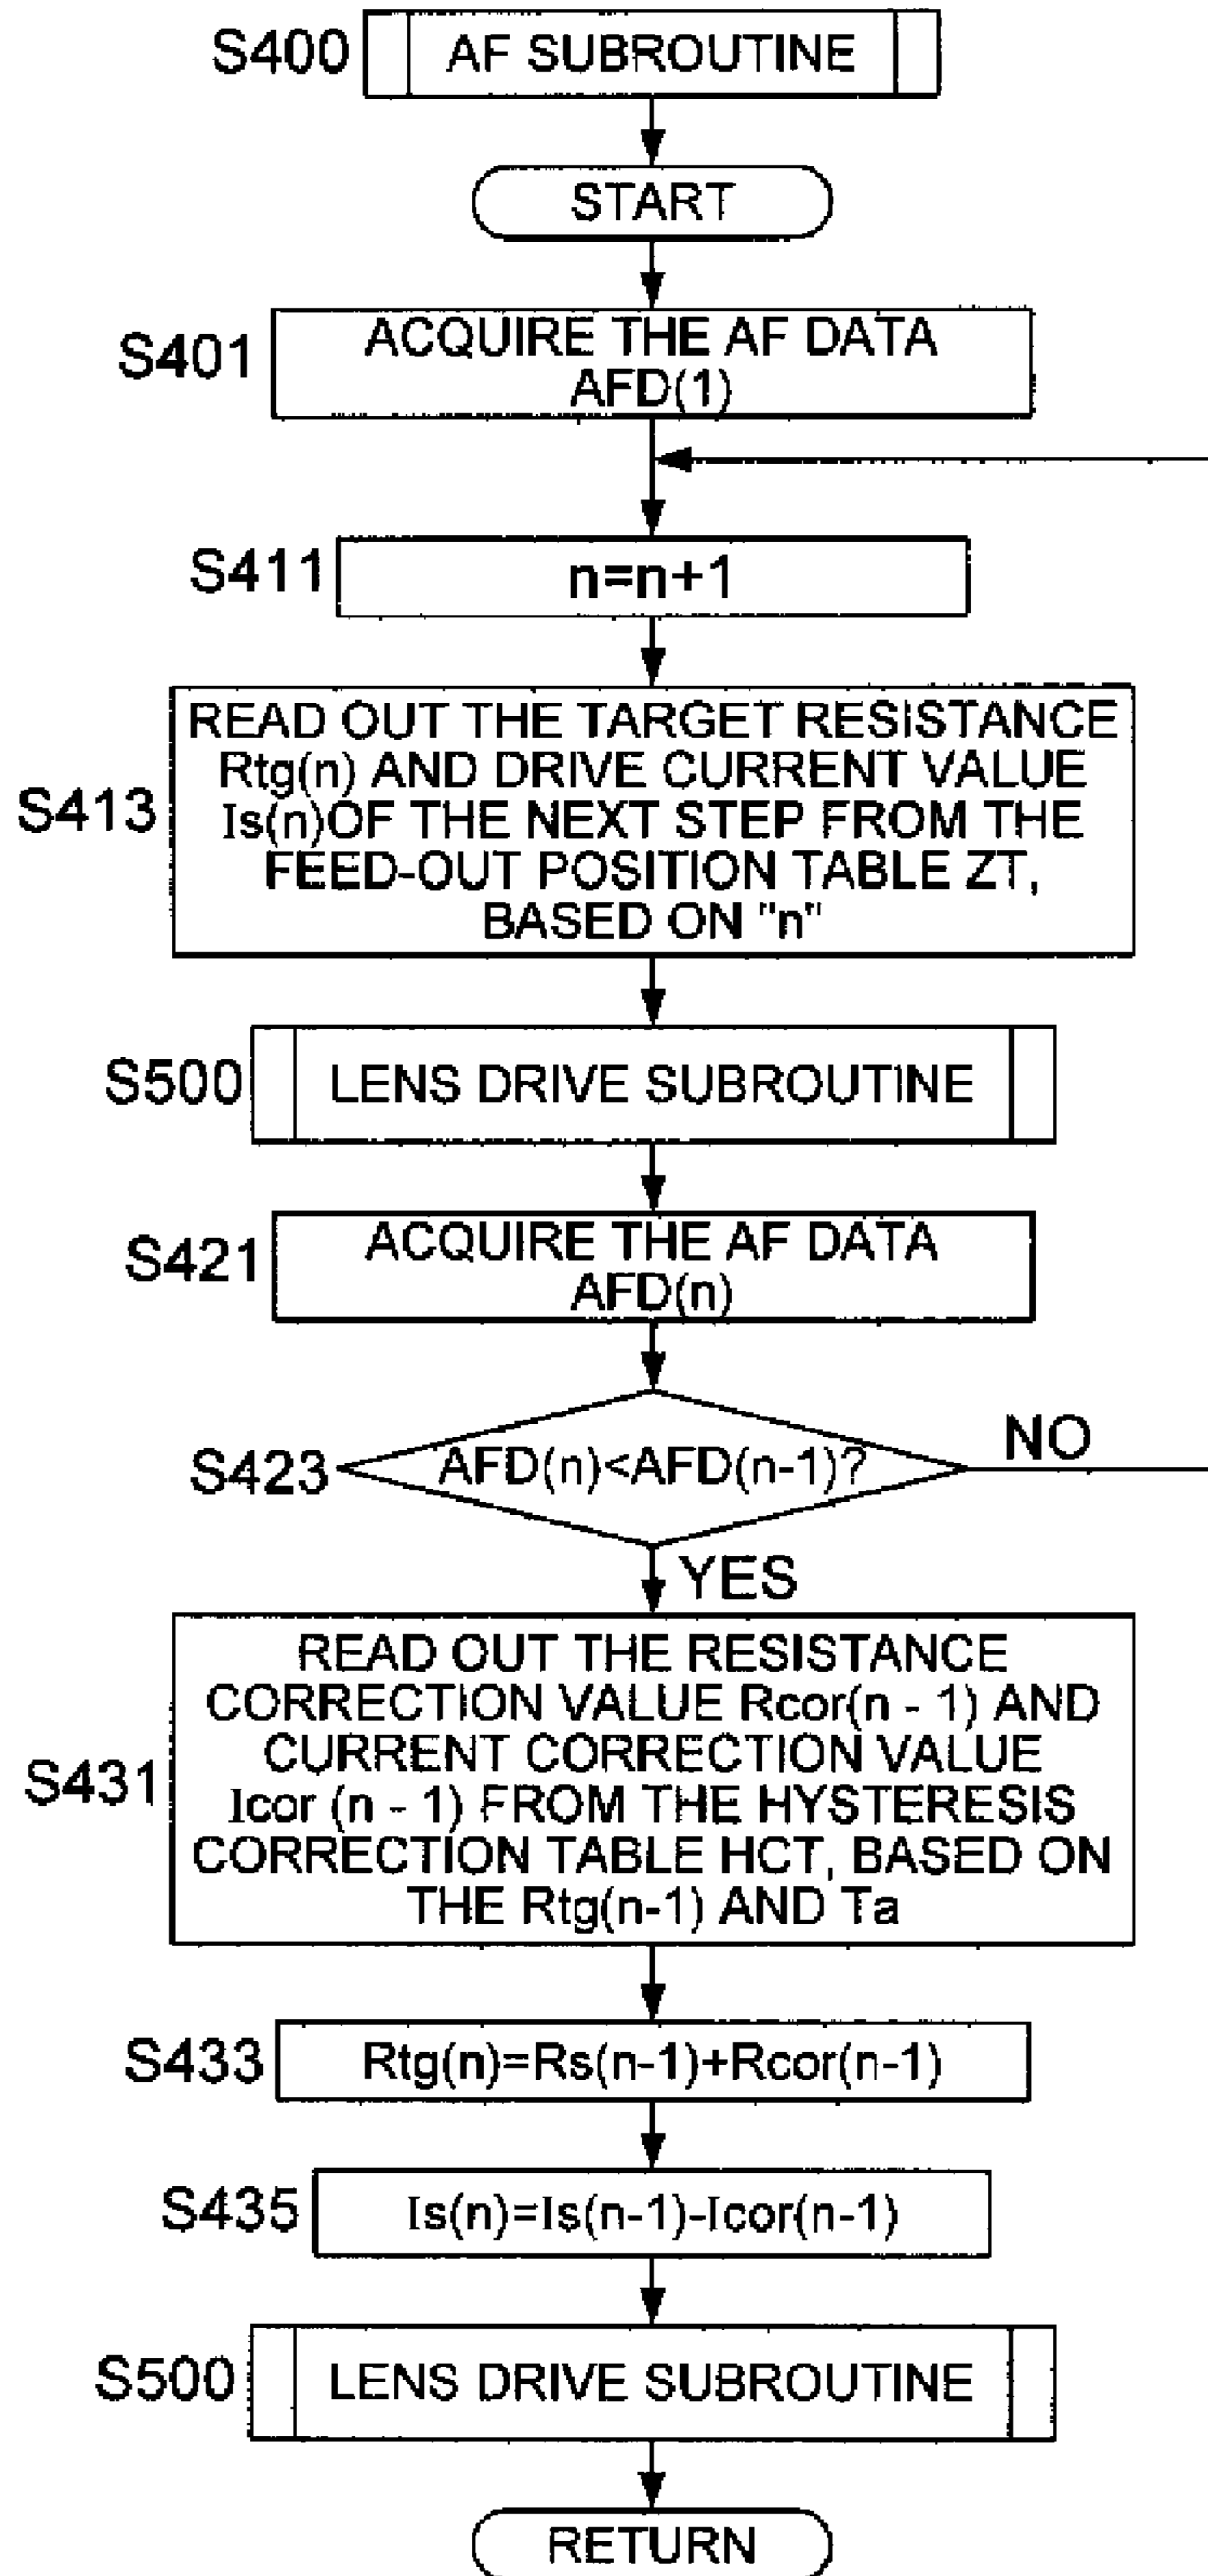 S400
AF SUBROUTINE
START
S401
ACQUIRE THE AF DATA
AFD(1)
S411
n=n+1
S413
READ OUT THE TARGET RESISTANCE
Rtg(n) AND DRIVE CURRENT VALUE
Is(n)OF THE NEXT STEP FROM THE
FEED-OUT POSITION TABLE ZT,
BASED ON "n"
S500
LENS DRIVE SUBROUTINE
S421
ACQUIRE THE AF DATA
AFD(n)
S423
AFD(n)<AFD(n-1)?
NO
YES
S431
READ OUT THE RESISTANCE
CORRECTION VALUE Rcor(n - 1) AND
CURRENT CORRECTION VALUE
Icor (n - 1) FROM THE HYSTERESIS
CORRECTION TABLE HCT, BASED ON
THE Rtg(n-1) AND Ta
S433
Rtg(n)=Rs(n-1)+Rcor(n-1)
S435
Is(n)=Is(n-1)-Icor(n-1)
S500
LENS DRIVE SUBROUTINE
RETURN